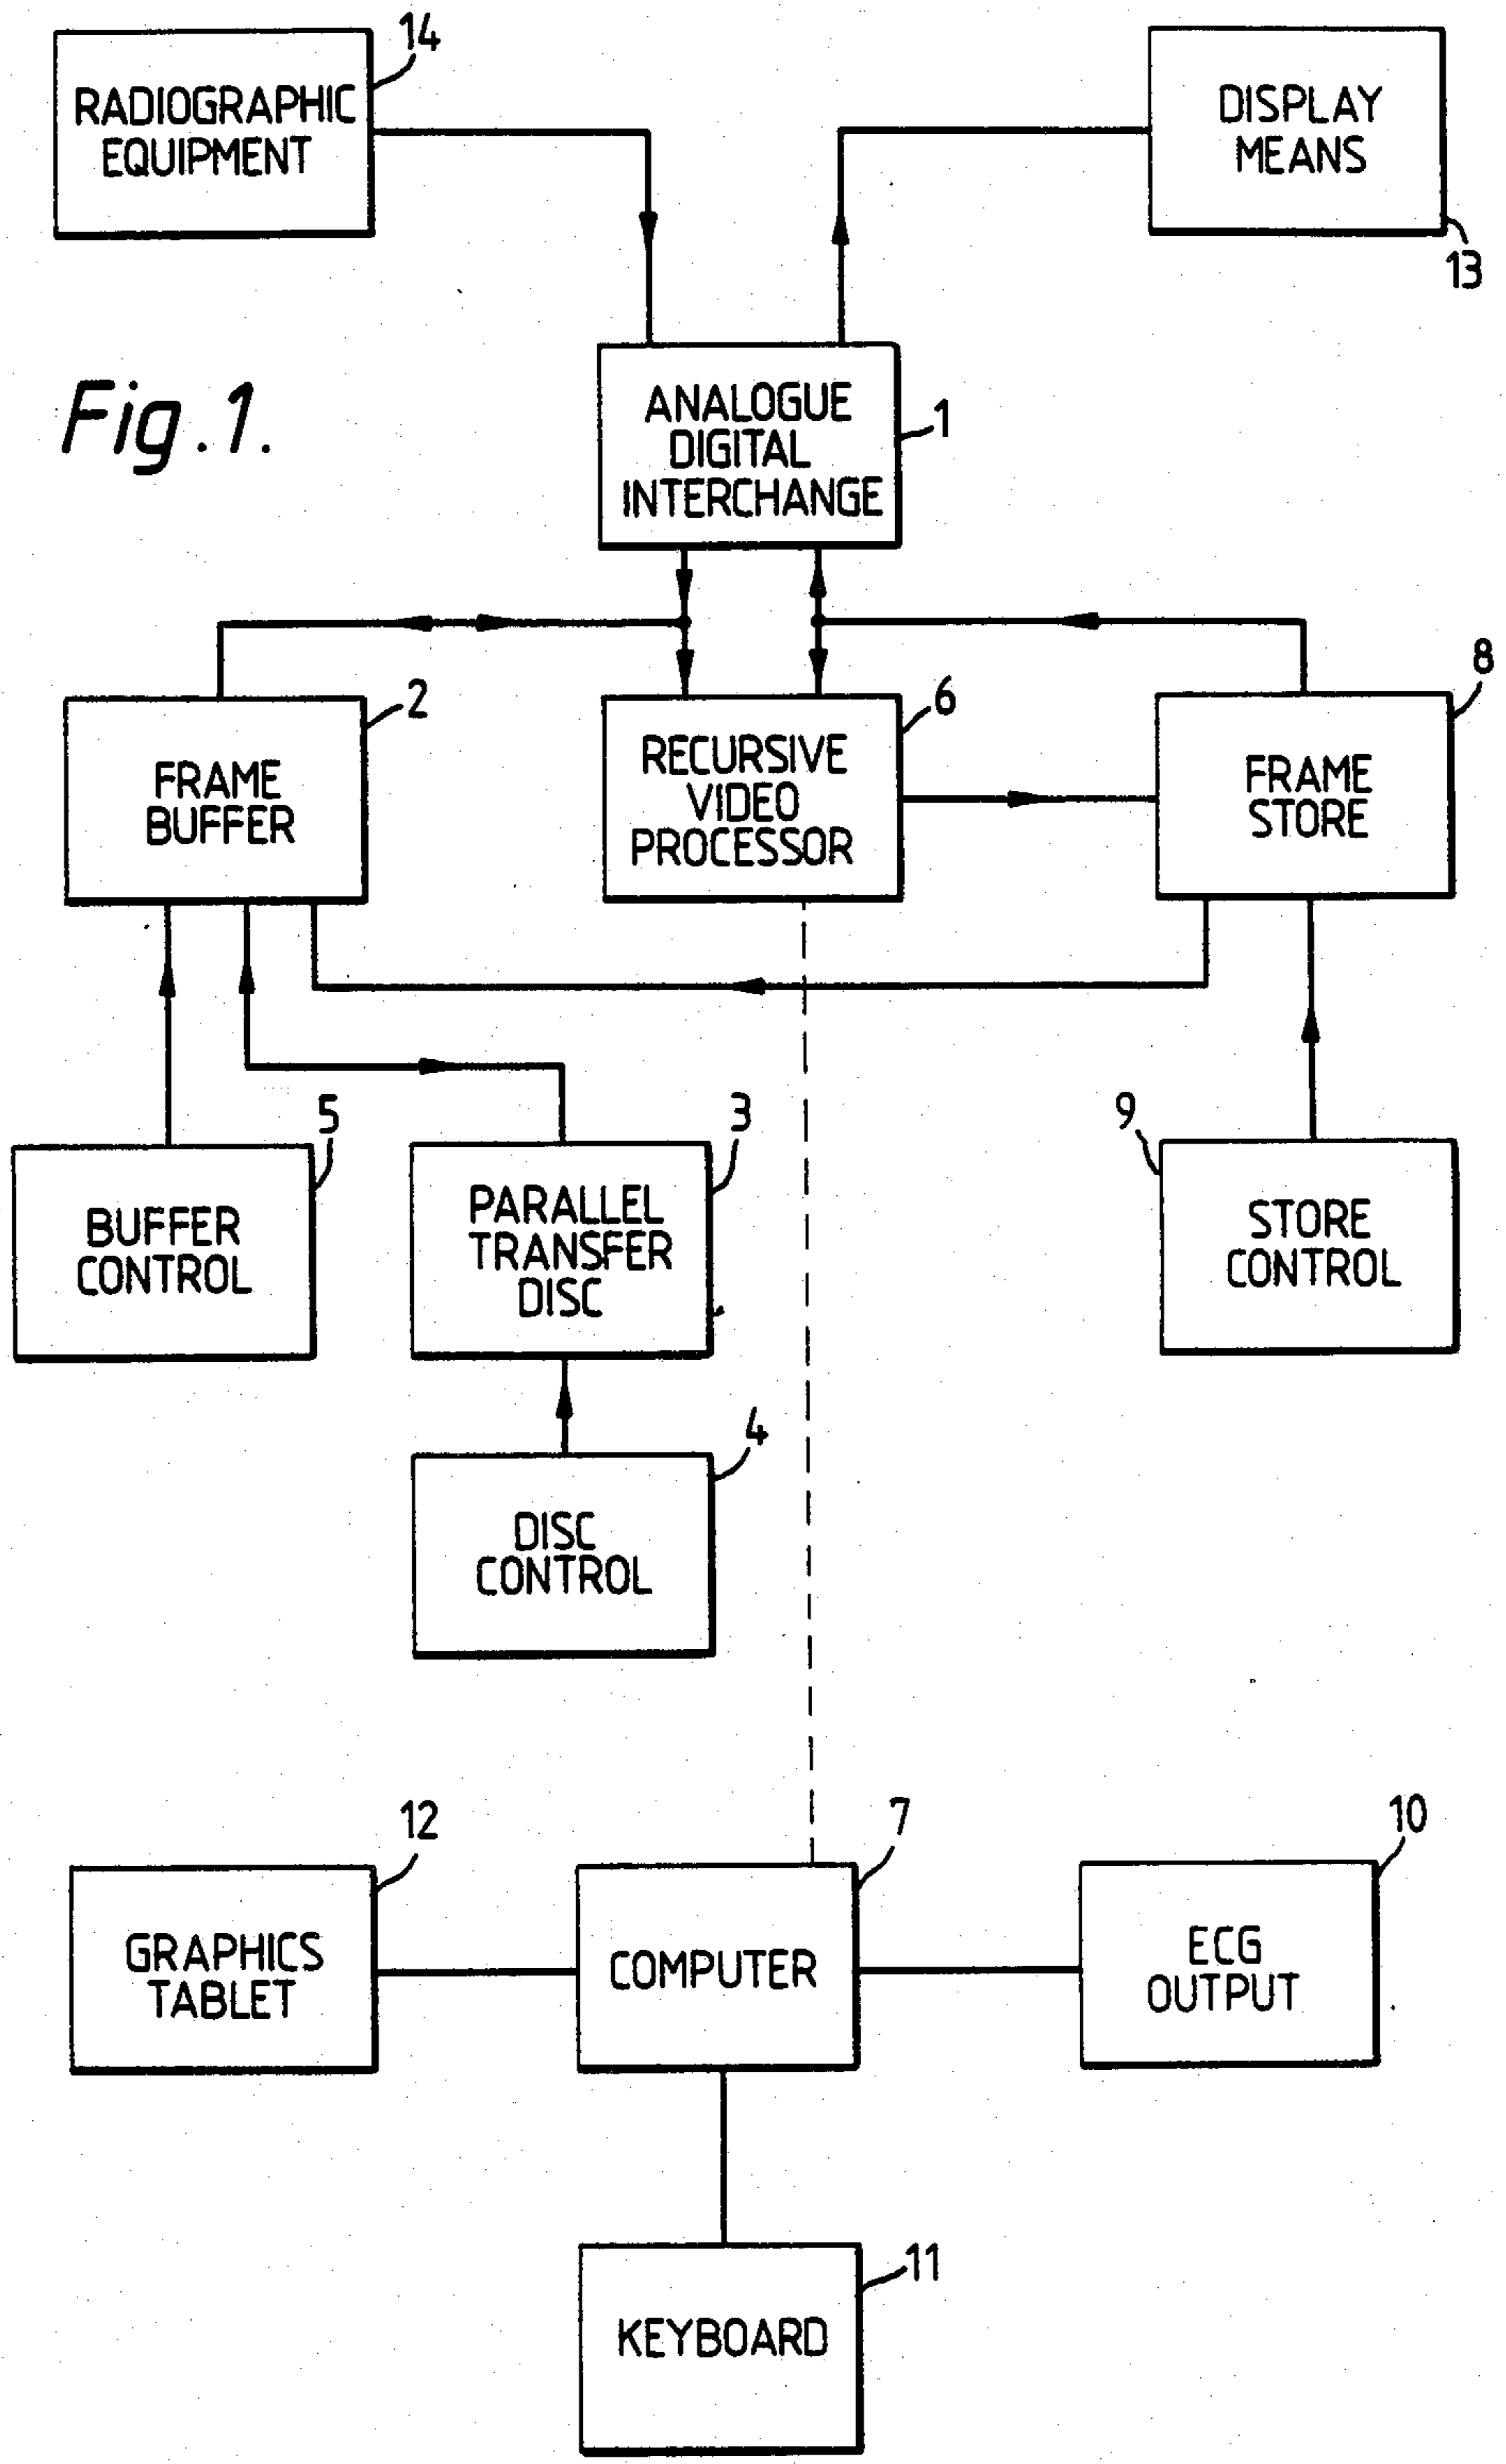 14
RADIOGRAPHIC
EQUIPMENT
DISPLAY
MEANS
13
Fig.1.
ANALOGUE
DIGITAL
INTERCHANGE
1
2
FRAME
BUFFER
6
RECURSIVE
VIDEO
PROCESSOR
8
FRAME
STORE
5
BUFFER
CONTROL
3
PARALLEL
TRANSFER
DISC
9
STORE
CONTROL
4
DISC
CONTROL
12
GRAPHICS
TABLET
7
COMPUTER
10
ECG
OUTPUT
11
KEYBOARD